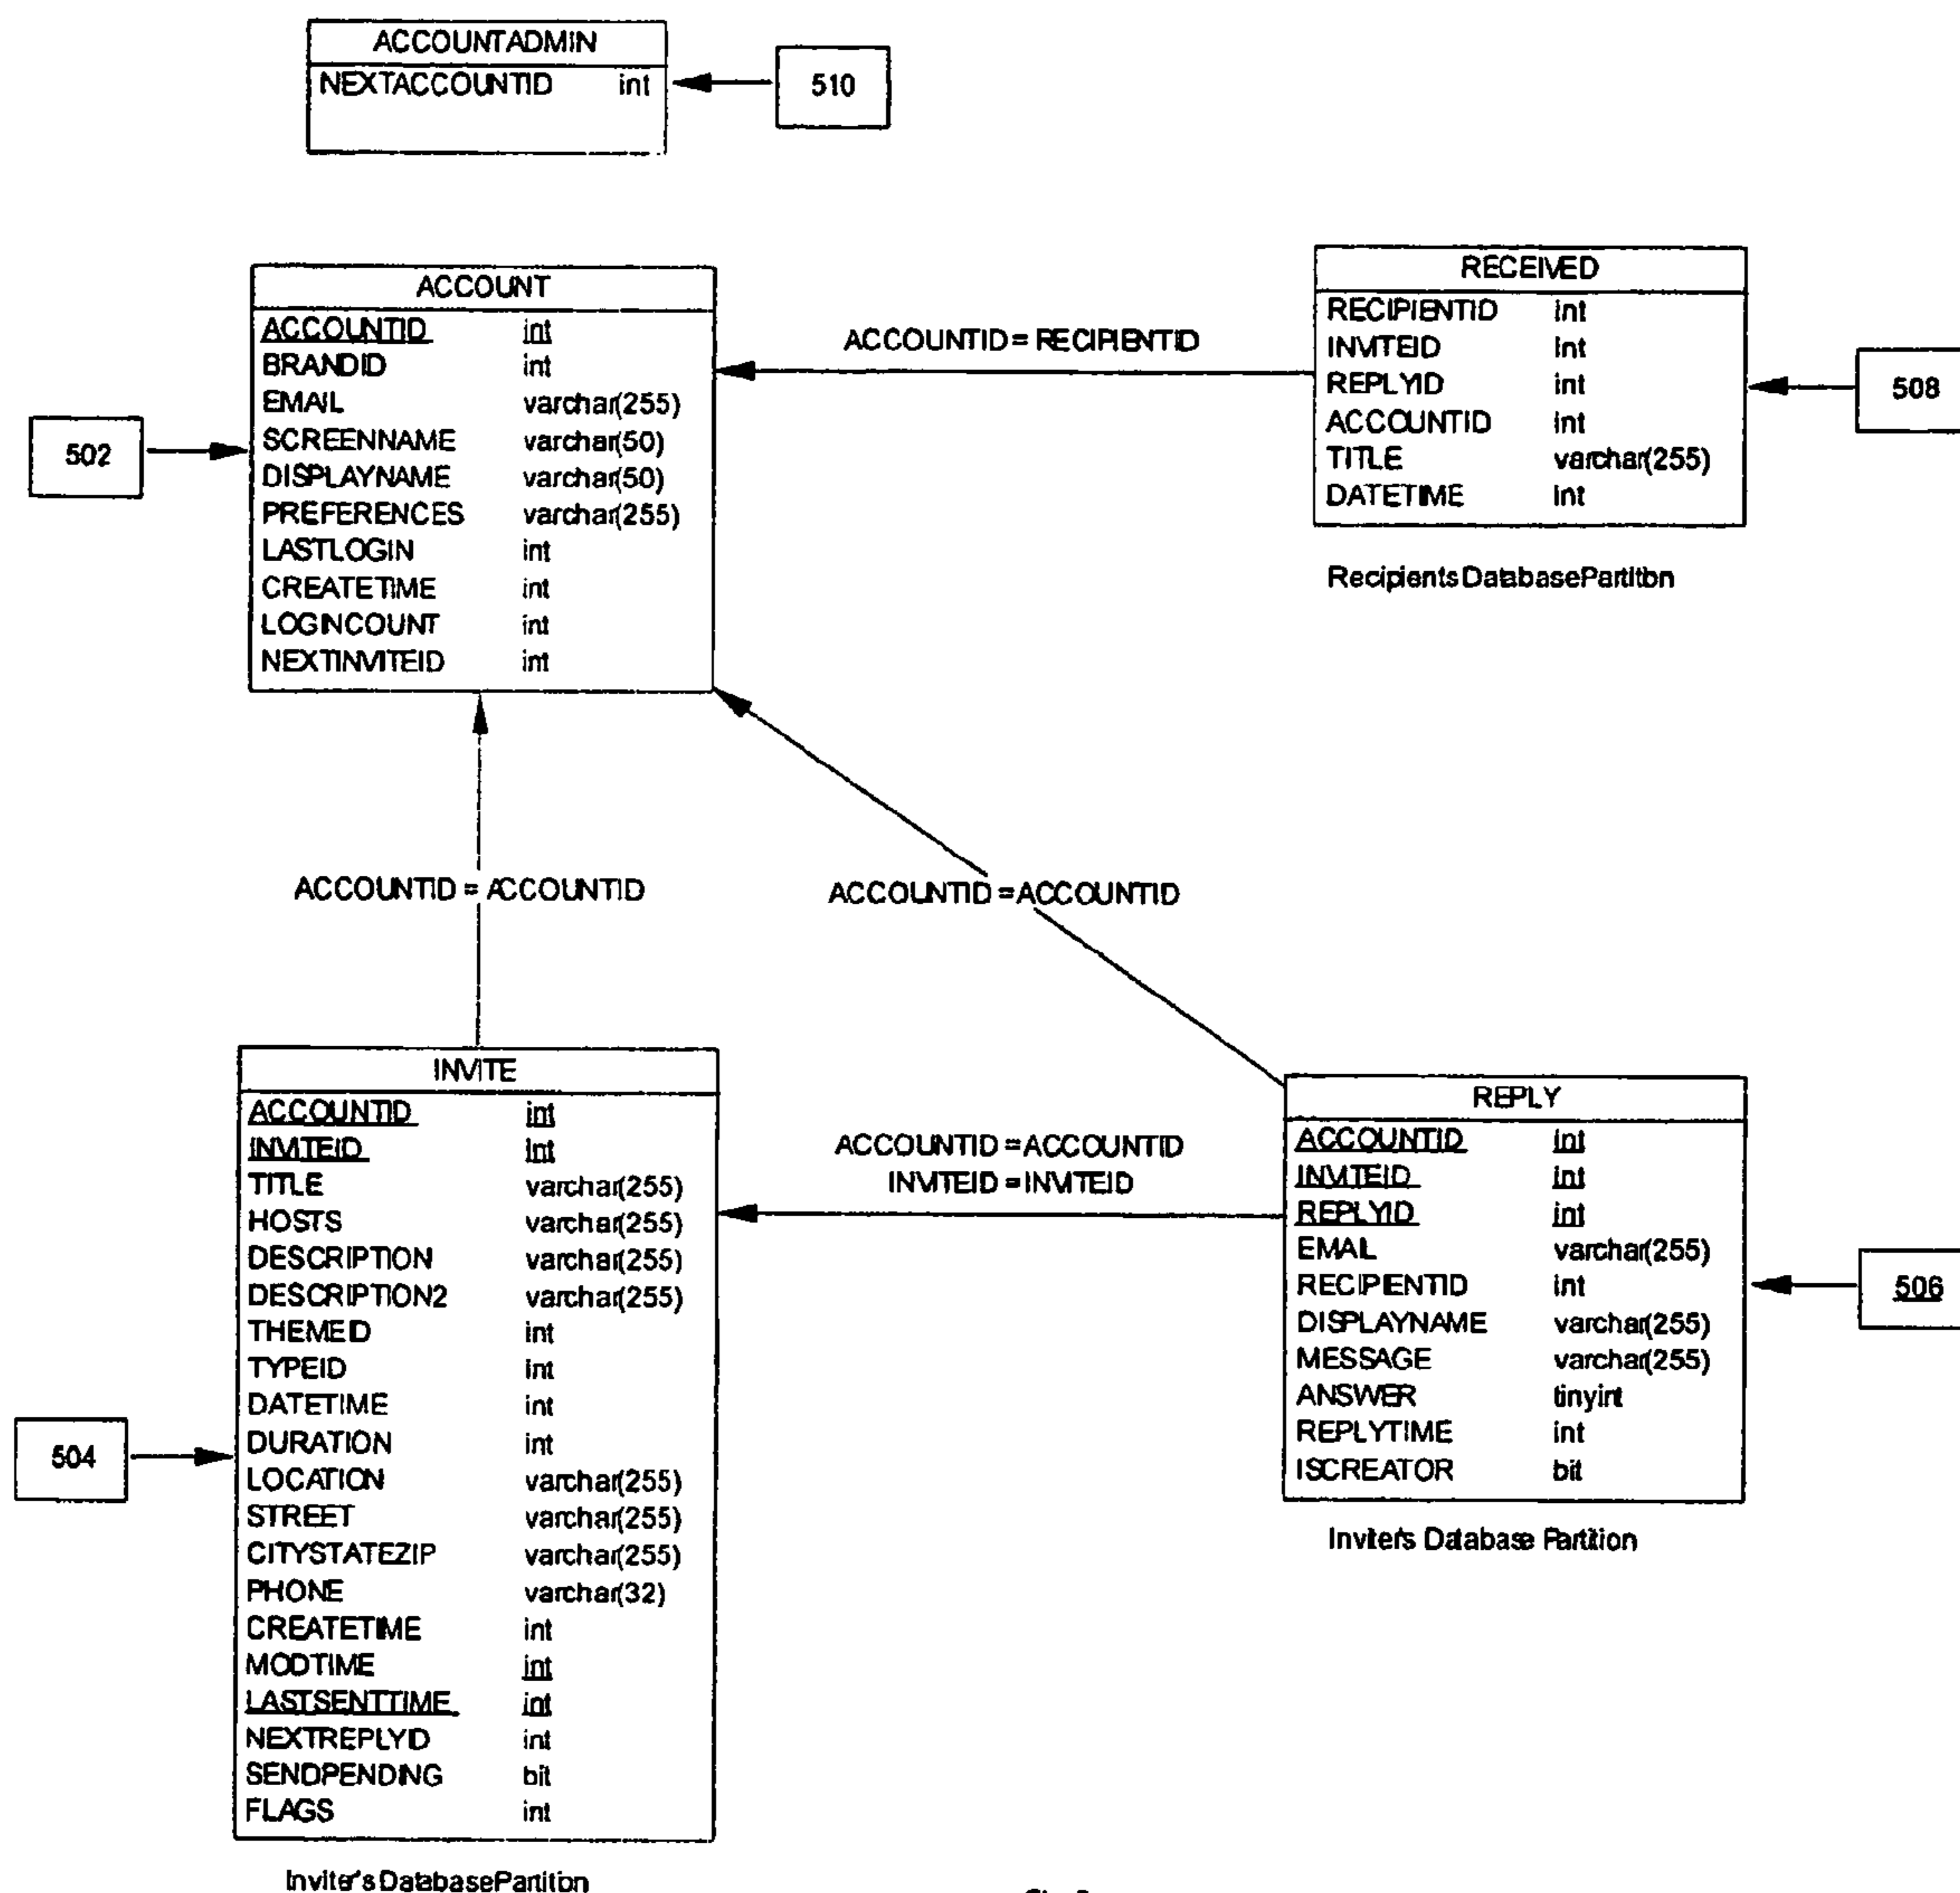 ACCOUNTADMIN
NEXTACCOUNTID int
510
ACCOUNT
ACCOUNTID int
BRANDID int
EMAIL varchar(255)
SCREENNAME varchar(50)
DISPLAYNAME varchar(50)
PREFERENCES varchar(255)
LASTLOGIN int
CREATETIME int
LOGINCOUNT int
NEXTINVITEID int
502
ACCOUNTID = RECIPIENTID
RECEIVED
RECIPIENTID int
INVITEID int
REPLYID int
ACCOUNTID int
TITLE varchar(255)
DATETIME int
508
Recipients Database Partition
ACCOUNTID = ACCOUNTID
ACCOUNTID = ACCOUNTID
INVITE
ACCOUNTID int
INVITEID int
TITLE varchar(255)
HOSTS varchar(255)
DESCRIPTION varchar(255)
DESCRIPTION2 varchar(255)
THEMEID int
TYPEID int
DATETIME int
DURATION int
LOCATION varchar(255)
STREET varchar(255)
CITYSTATEZIP varchar(255)
PHONE varchar(32)
CREATETIME int
MODTIME int
LASTSENTTIME int
NEXTREPLYID int
SENDPENDING bit
FLAGS int
504
Inviter's Database Partition
ACCOUNTID = ACCOUNTID
INVITEID = INVITEID
REPLY
ACCOUNTID int
INVITEID int
REPLYID int
EMAIL varchar(255)
RECIPIENTID int
DISPLAYNAME varchar(255)
MESSAGE varchar(255)
ANSWER tinyint
REPLYTIME int
ISCREATOR bit
506
Inviter's Database Partition